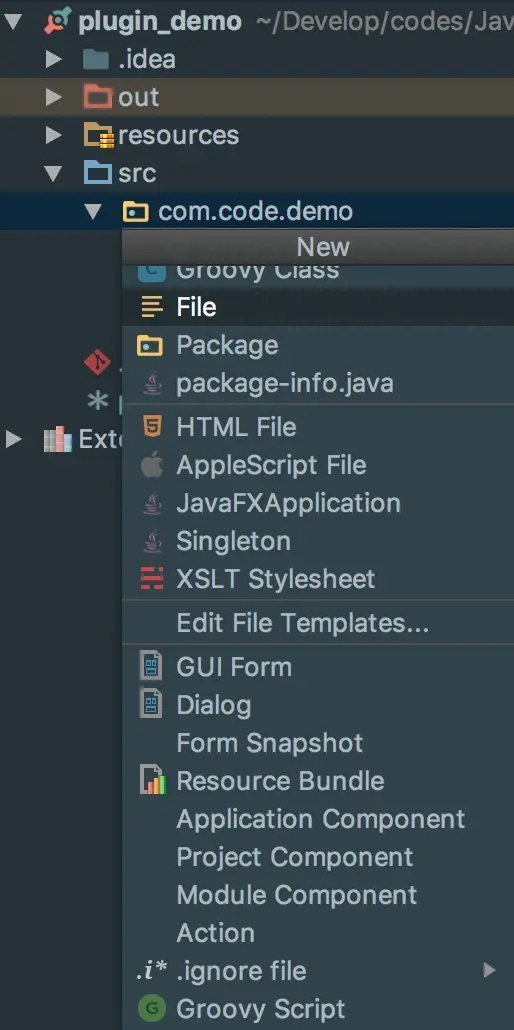 plugin_demo ~/Develop/codes/Jav
.idea
out
resources
src
com.code.demo
New
Groovy Class
File
Package
package-info.java
Exte
HTML File
AppleScript File
JavaFXApplication
Singleton
XSLT Stylesheet
Edit File Templates...
GUI Form
Dialog
Form Snapshot
Resource Bundle
Application Component
Project Component
Module Component
Action
.i* .ignore file
G Groovy Script